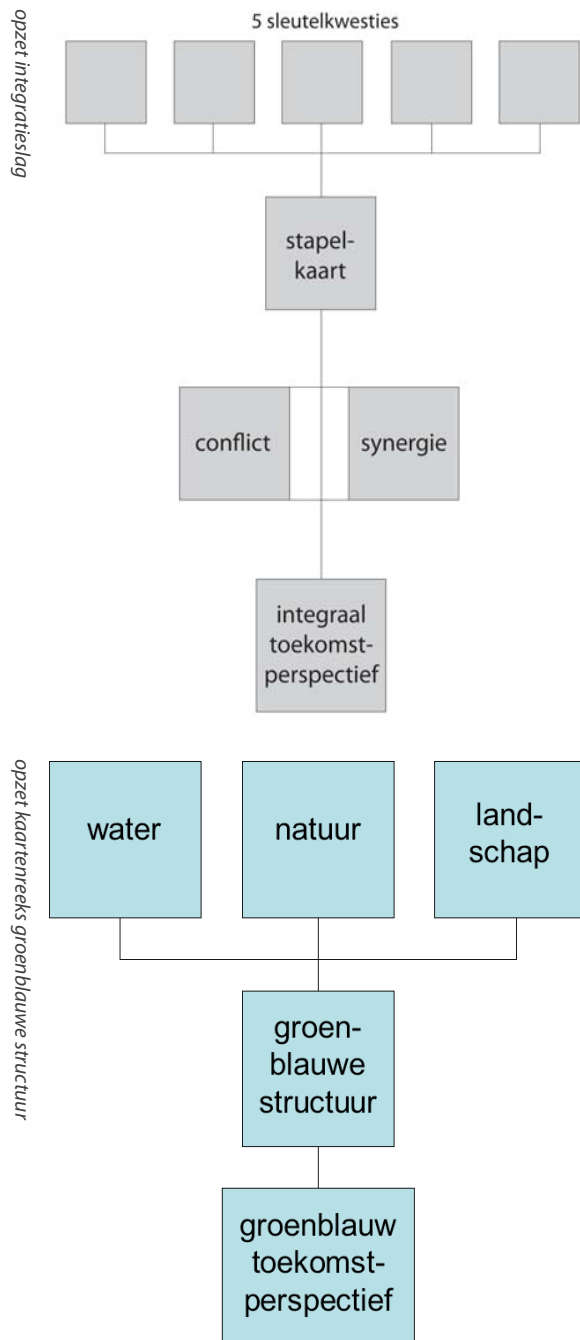 opzet integratieslag
5 sleutelkwesties
stapel-
kaart
conflict
synergie
integraal
toekomst-
perspectief
opzet kaartenreeks groenblauwe structuur
water
natuur
land-
schap
groen-
blauwe
structuur
groenblauw
toekomst-
perspectief